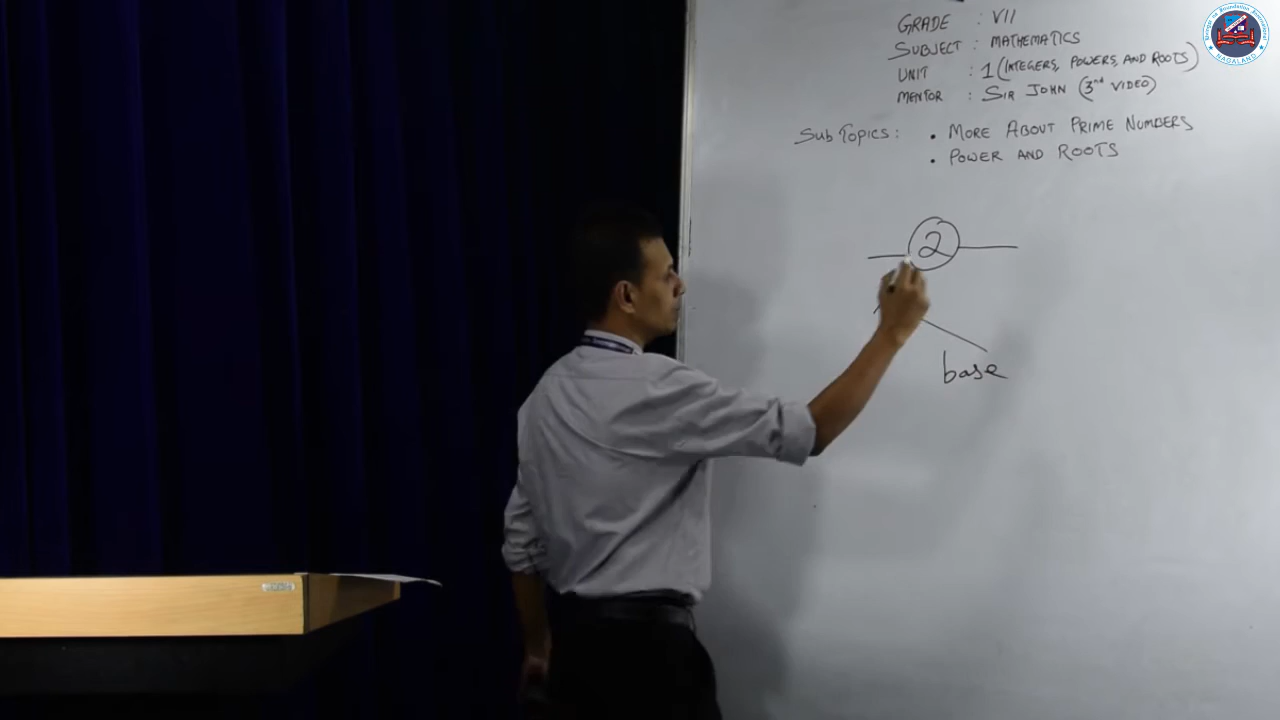 GRADE : VII
SUBJECT : MATHEMATICS
UNIT : 1 (INTEGERS, POWERS, AND ROOTS)
MENTOR : SIR JOHN (3rd VIDEO)
SUB TOPICS : • MORE ABOUT PRIME NUMBERS
• POWER AND ROOTS
2
base
NAGALAND